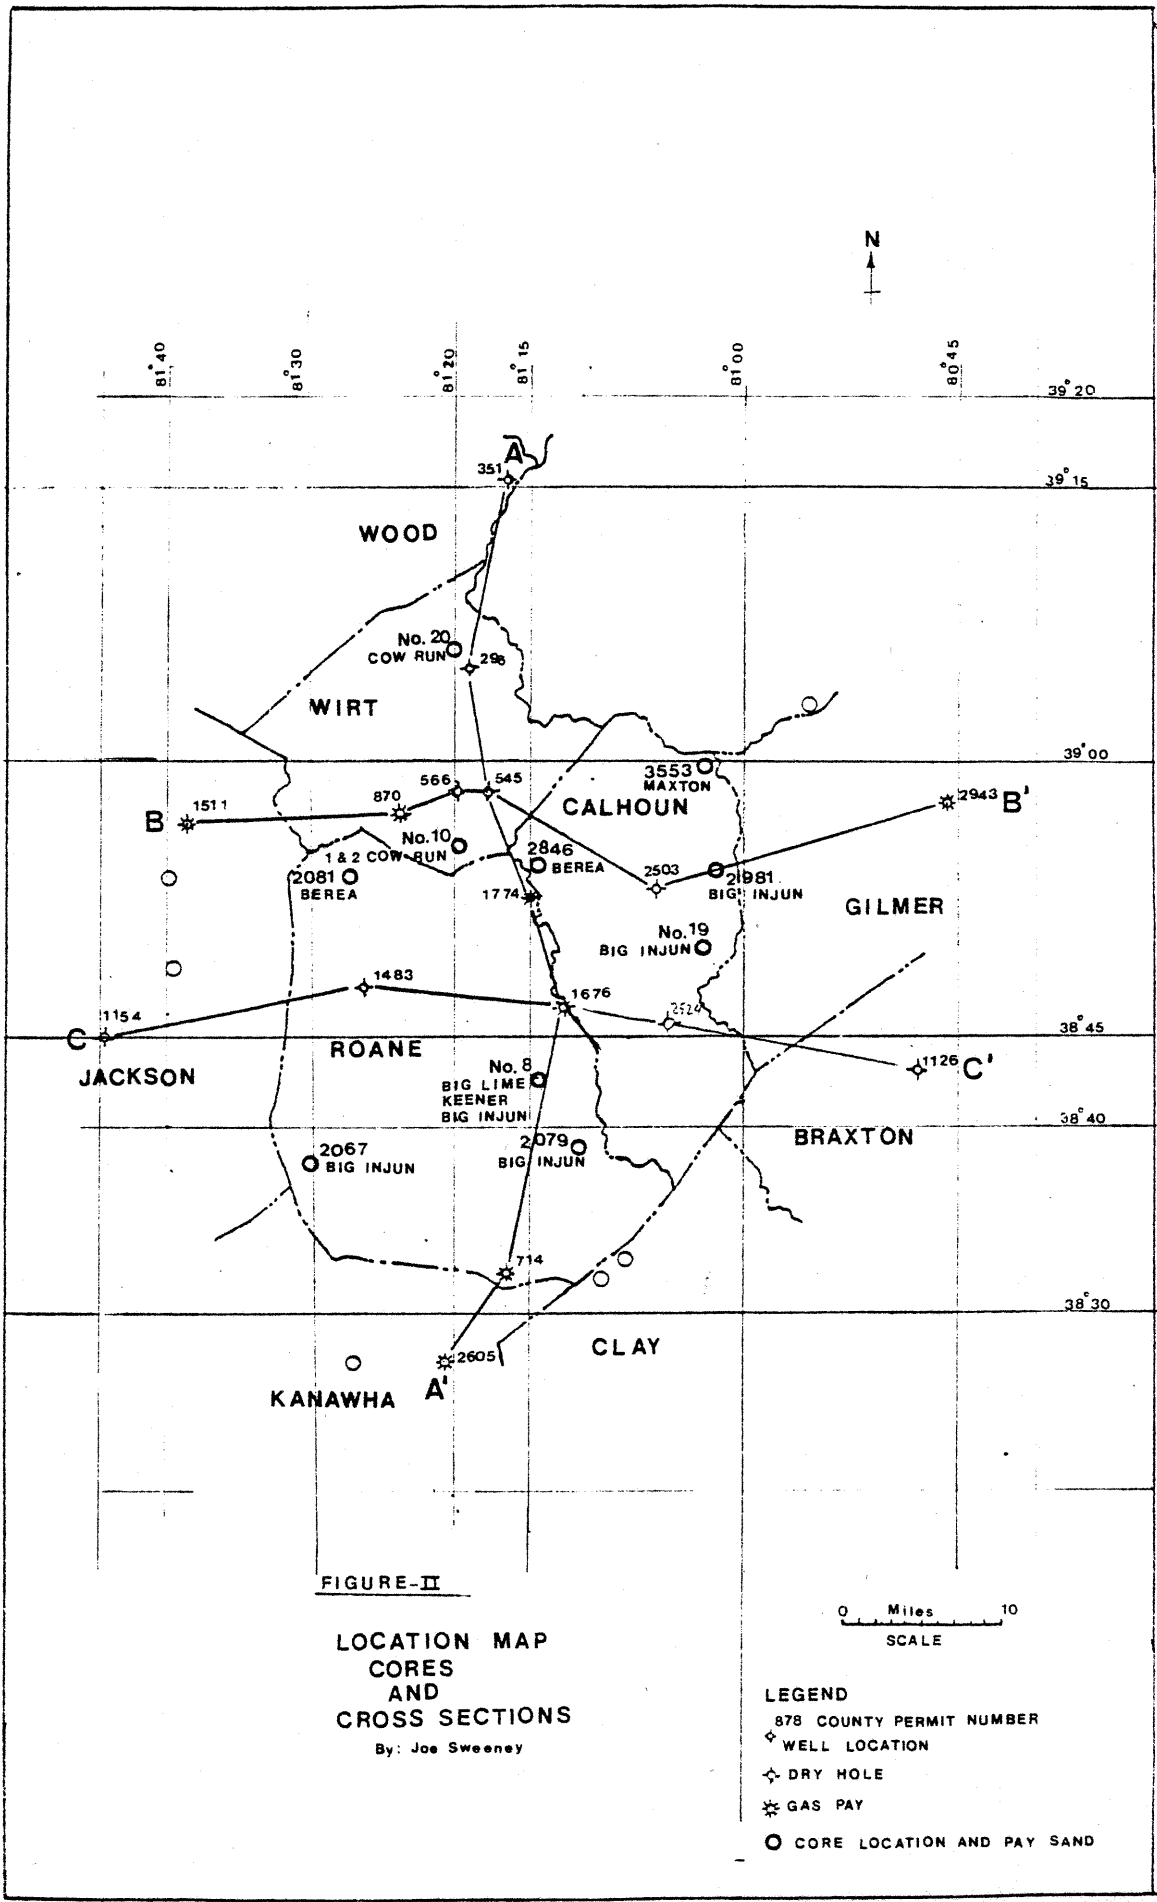 N
81°40
81°30
81°20
81°15
81°00
80°45
39°20
A
351
39°15
WOOD
No. 20
COW RUN
296
WIRT
39°00
3553
MAXTON
566
545
870
1511
B
CALHOUN
2943 B'
No. 10
1 & 2 COW RUN
2846
BEREA
2503
2981
BIG INJUN
2081
BEREA
1774
GILMER
No. 19
BIG INJUN
1483
1676
2524
1154
C
38°45
ROANE
JACKSON
No. 8
BIG LIME
KEENER
BIG INJUN
1126 C'
38°40
BRAXTON
2067
BIG INJUN
2079
BIG INJUN
714
38°30
CLAY
2605
A'
KANAWHA
FIGURE-II
LOCATION MAP
CORES
AND
CROSS SECTIONS
By: Joe Sweeney
0 Miles 10
SCALE
LEGEND
878 COUNTY PERMIT NUMBER
WELL LOCATION
DRY HOLE
GAS PAY
CORE LOCATION AND PAY SAND